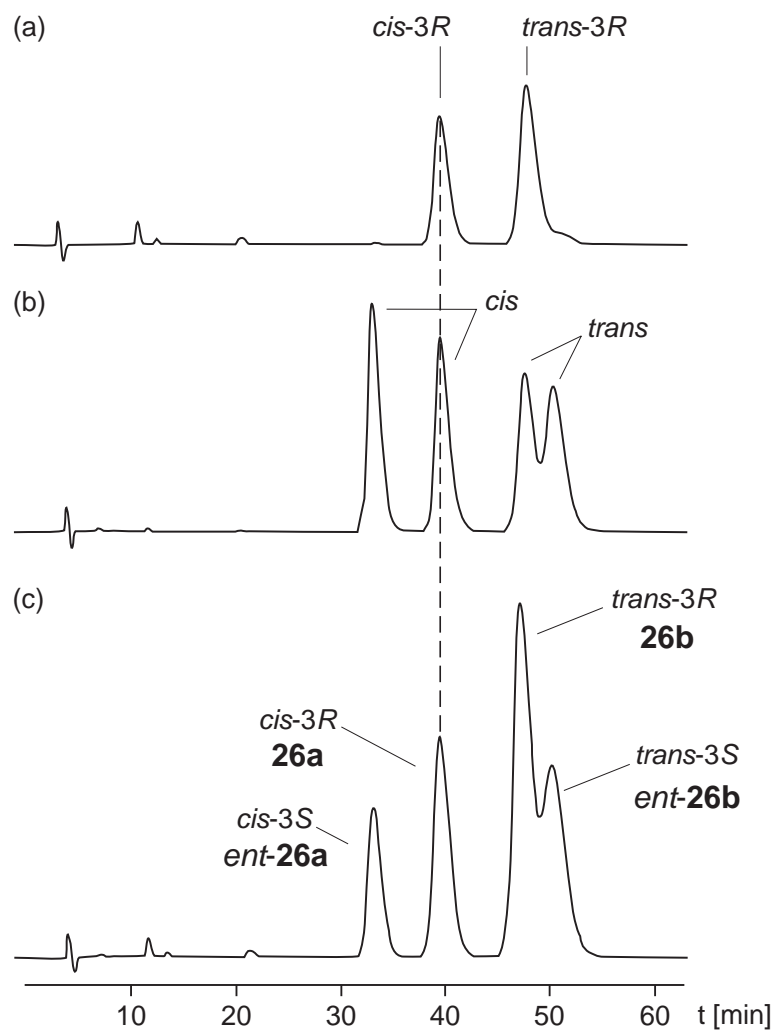 (a)
cis-3R
trans-3R
(b)
cis
trans
(c)
trans-3R
26b
cis-3R
26a
trans-3S
ent-26b
cis-3S
ent-26a
10 20 30 40 50 60 t [min]